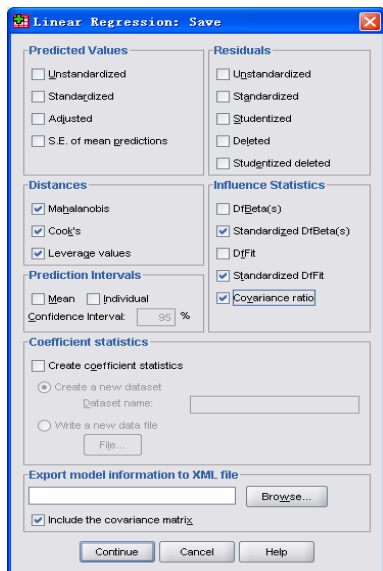 Linear Regression: Save
Predicted Values
Unstandardized
Standardized
Adjusted
S.E. of mean predictions
Residuals
Unstandardized
Standardized
Studentized
Deleted
Studentized deleted
Distances
Mahalanobis
Cook's
Leverage values
Influence Statistics
DfBeta(s)
Standardized DfBeta(s)
DfFit
Standardized DfFit
Covariance ratio
Prediction Intervals
Mean Individual
Confidence Interval: 95 %
Coefficient statistics
Create coefficient statistics
Create a new dataset
Dataset name:
Write a new data file
File...
Export model information to XML file
Browse...
Include the covariance matrix
Continue Cancel Help